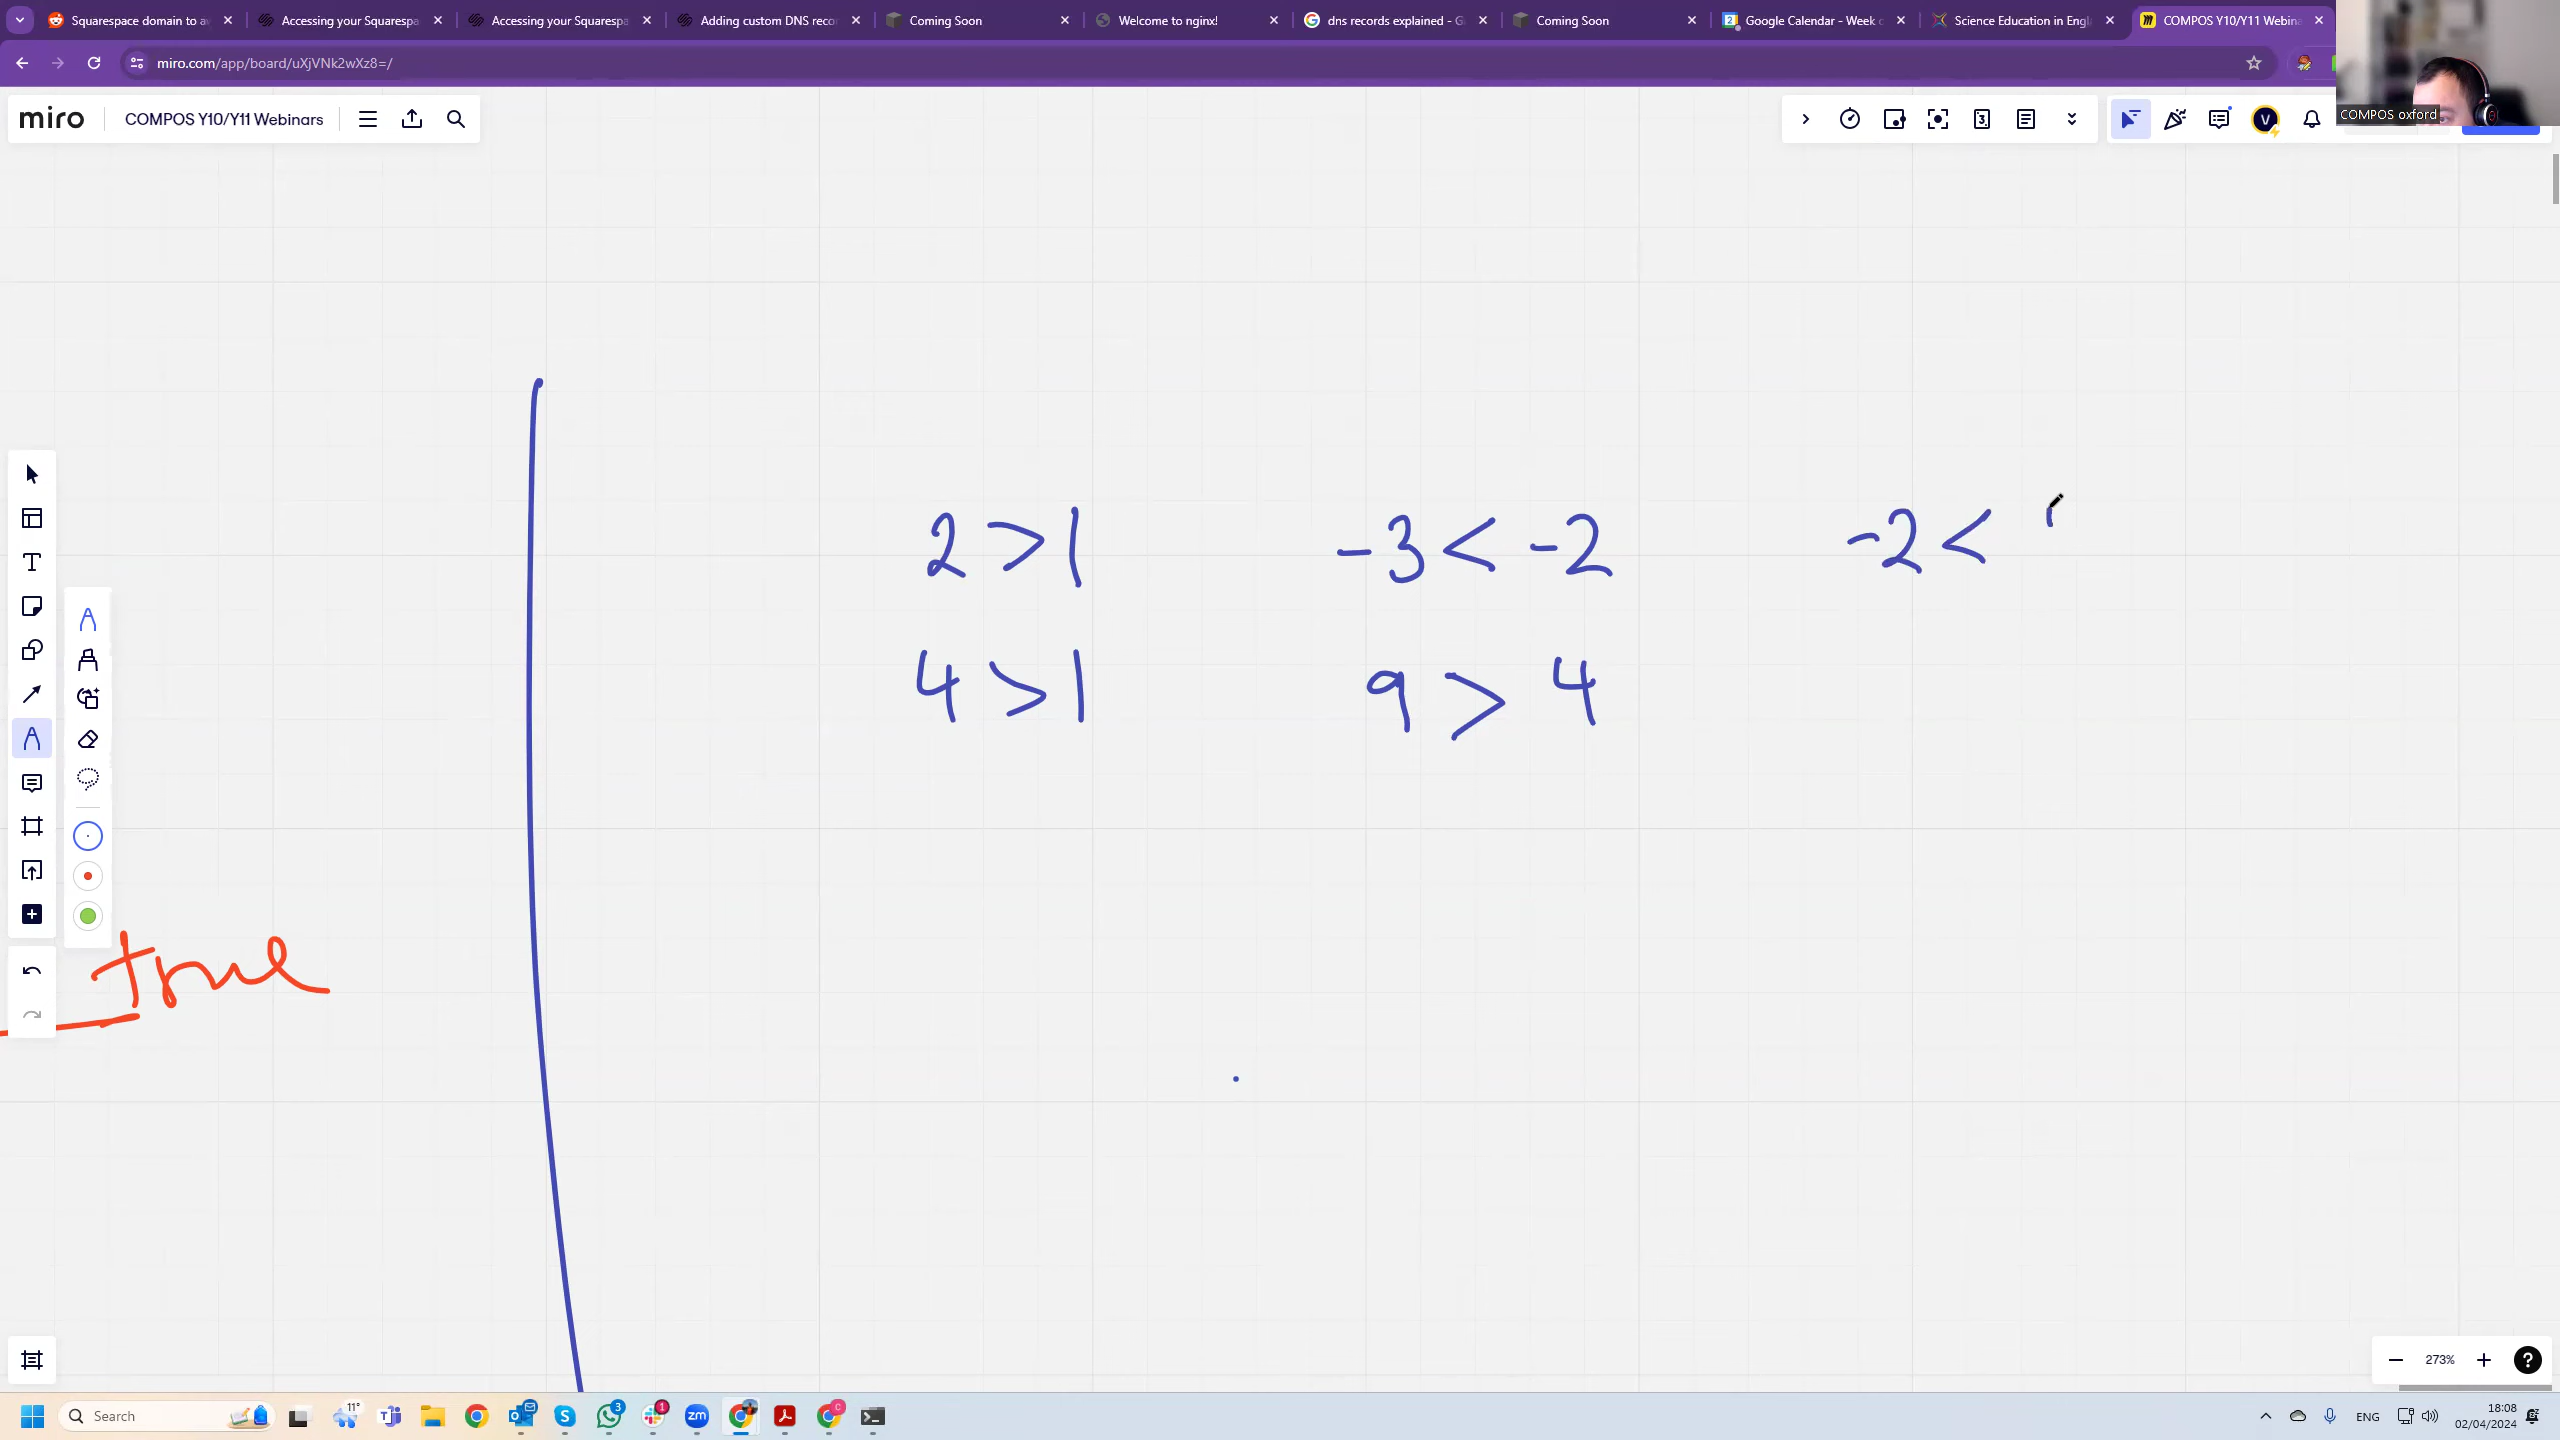 Squarespace domain to a
Accessing your Squarespa
Accessing your Squarespa
Adding custom DNS recor
Coming Soon
Welcome to nginx!
dns records explained - G
Coming Soon
Google Calendar - Week o
Science Education in Engl
COMPOS Y10/Y11 Webina
miro.com/app/board/uXjVNk2wXz8=/
miro
COMPOS Y10/Y11 Webinars
COMPOS oxford
2 > 1
-3 < -2
-2 <
4 > 1
9 > 4
true
273%
Search
11°
ENG
18:08
02/04/2024